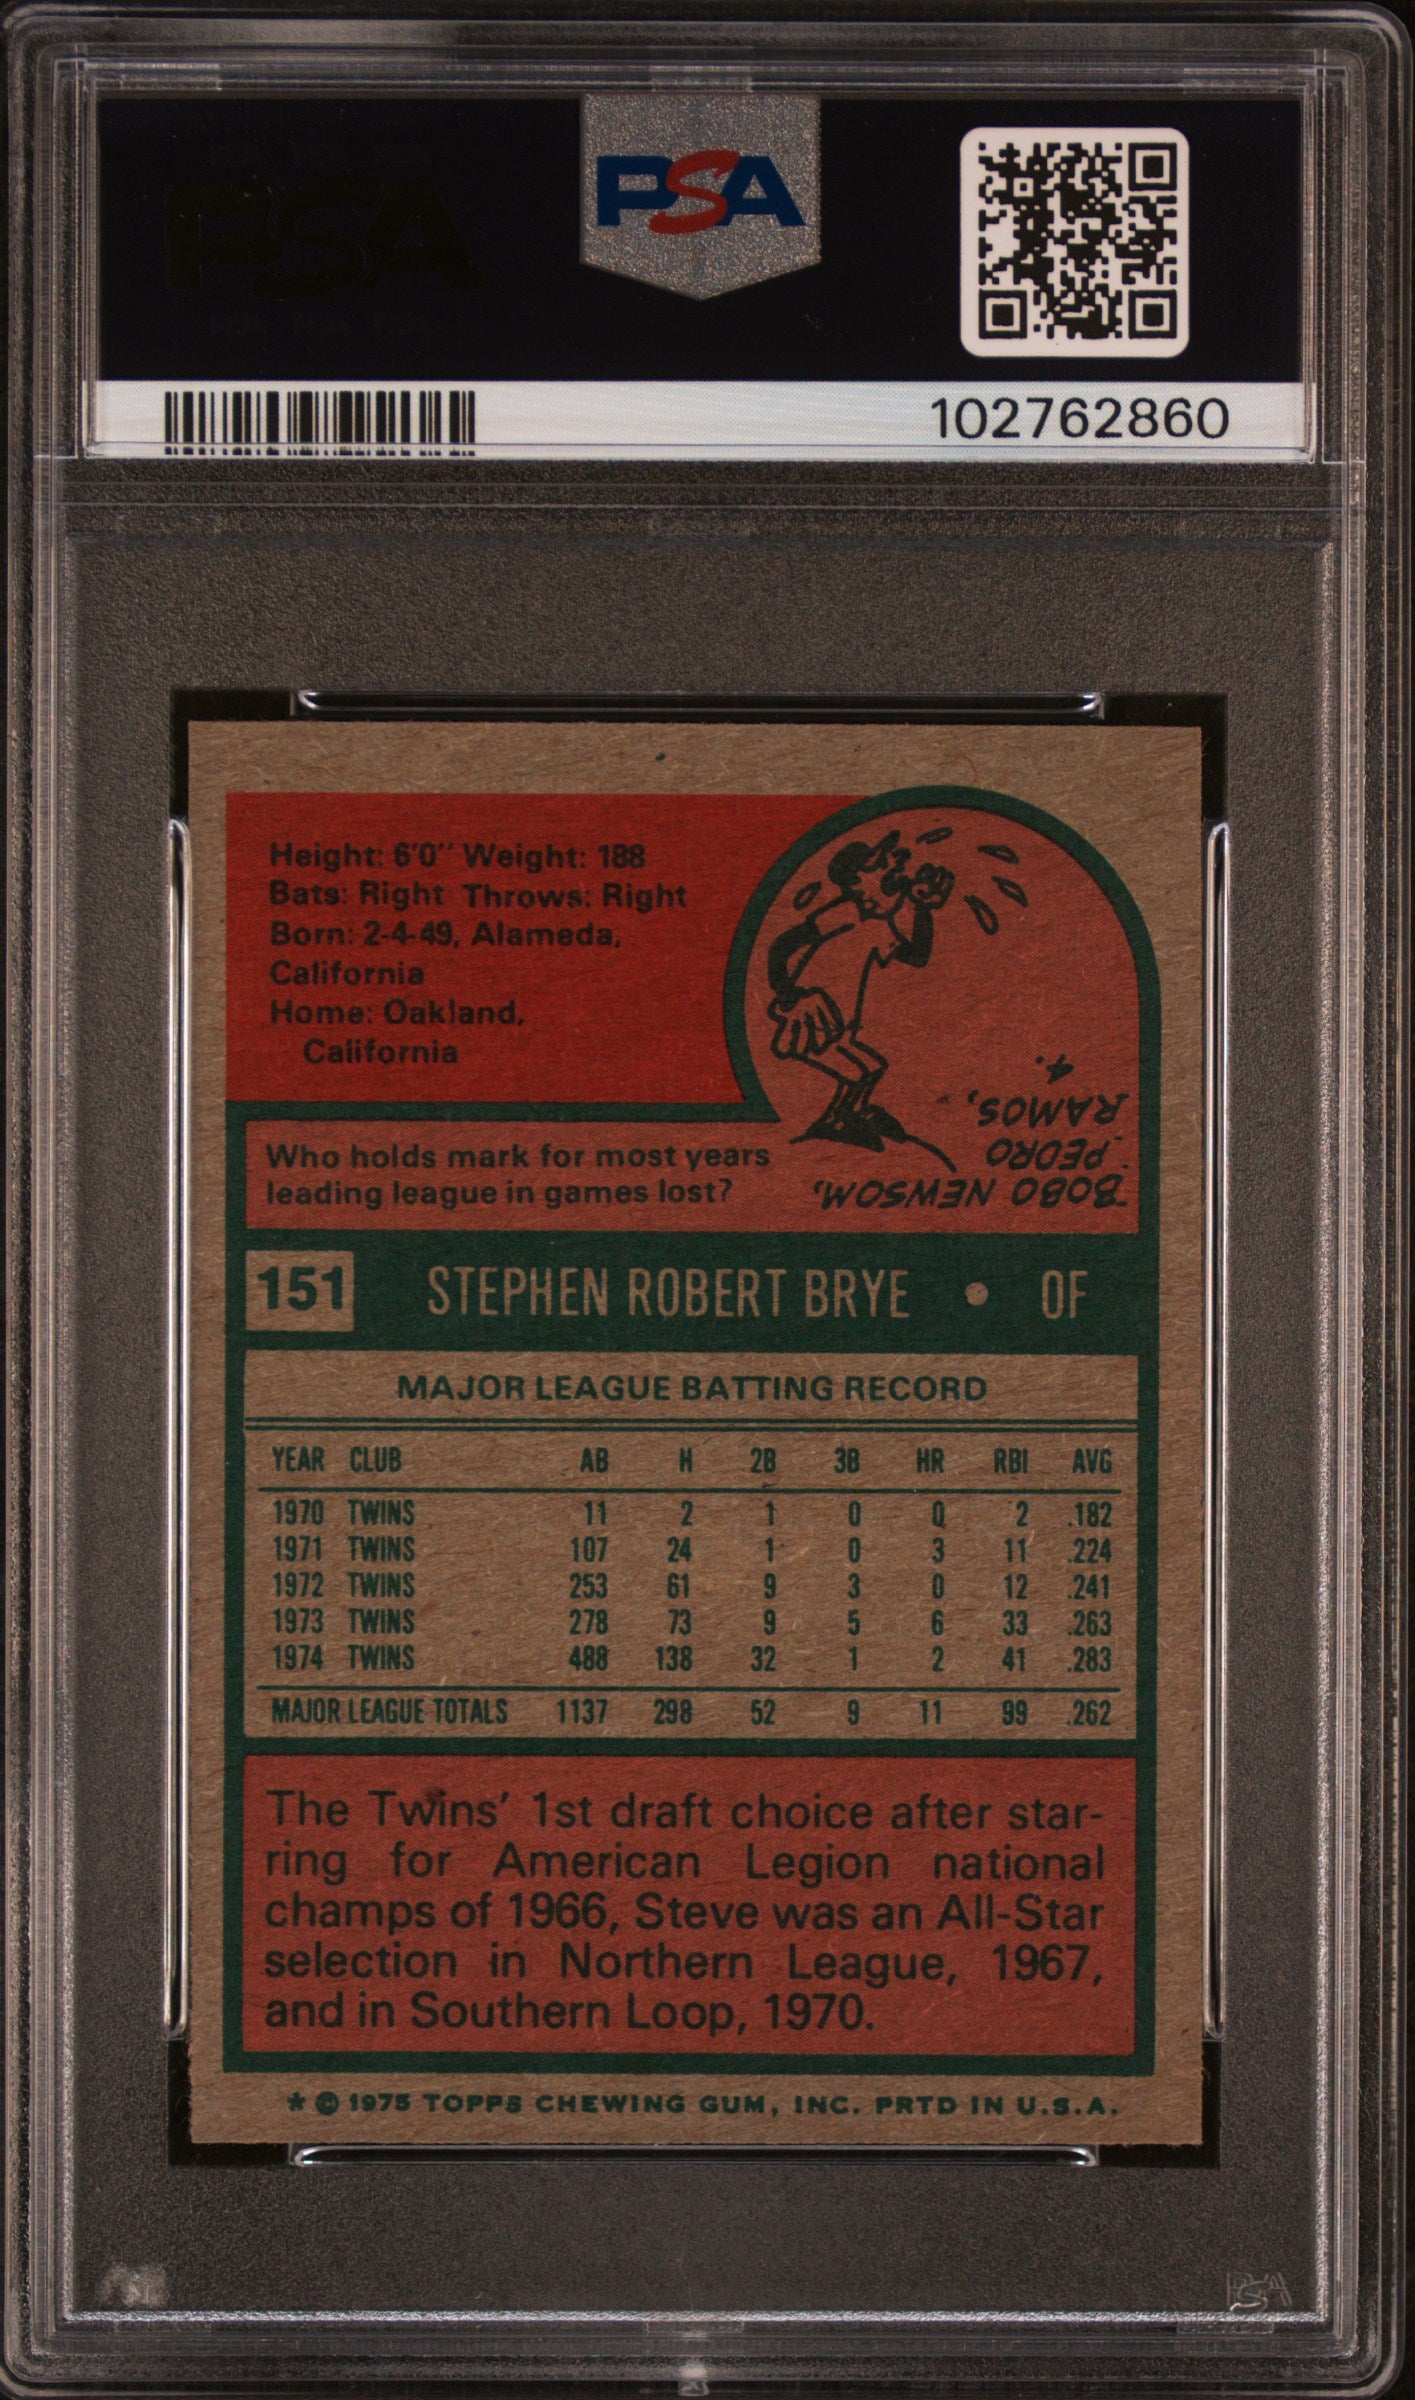 PSA
PSA
102762860
Height: 6'0" Weight: 188
Bats: Right Throws: Right
Born: 2-4-49, Alameda,
California
Home: Oakland,
California
Who holds mark for most years
leading league in games lost?
BOBO NEWSOM,
PEDRO
RAMOS,
4.
151 STEPHEN ROBERT BRYE • OF
MAJOR LEAGUE BATTING RECORD
YEAR CLUB AB H 2B 3B HR RBI AVG
1970 TWINS 11 2 1 0 0 2 .182
1971 TWINS 107 24 1 0 3 11 .224
1972 TWINS 253 61 9 3 0 12 .241
1973 TWINS 278 73 9 5 6 33 .263
1974 TWINS 488 138 32 1 2 41 .283
MAJOR LEAGUE TOTALS 1137 298 52 9 11 99 .262
The Twins' 1st draft choice after star-
ring for American Legion national
champs of 1966, Steve was an All-Star
selection in Northern League, 1967,
and in Southern Loop, 1970.
* © 1975 TOPPS CHEWING GUM, INC. PRTD IN U.S.A.
PSA